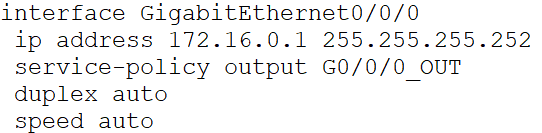 interface GigabitEthernet0/0/0
 ip address 172.16.0.1 255.255.255.252
 service-policy output G0/0/0_OUT
 duplex auto
 speed auto